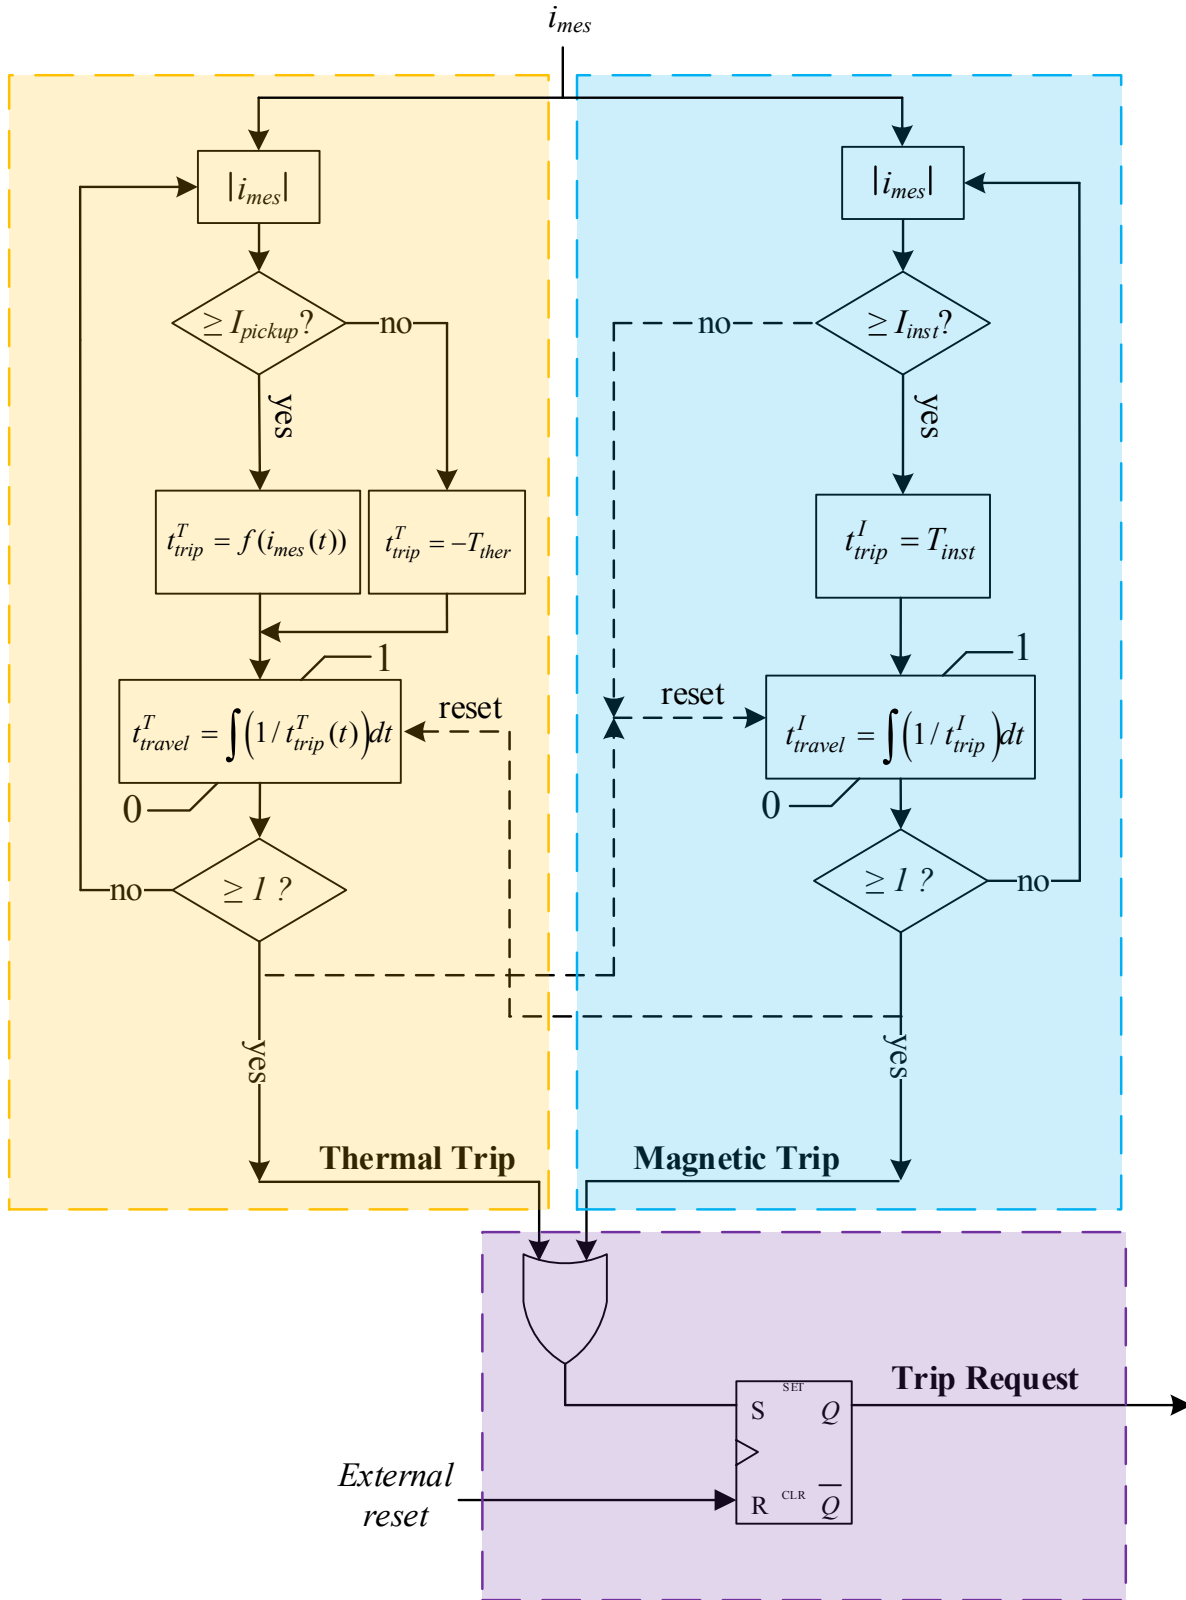 i_mes
|i_mes|
≥ I_pickup?
no
yes
t^T_trip = f(i_mes(t))
t^T_trip = –T_ther
1
t^T_travel = ∫(1/t^T_trip(t))dt
0
reset
≥ 1 ?
no
yes
Thermal Trip
|i_mes|
≥ I_inst?
no
yes
t^I_trip = T_inst
1
reset
t^I_travel = ∫(1/t^I_trip)dt
0
≥ 1 ?
no
yes
Magnetic Trip
SET
S Q
Trip Request
External
reset
R CLR Q̅